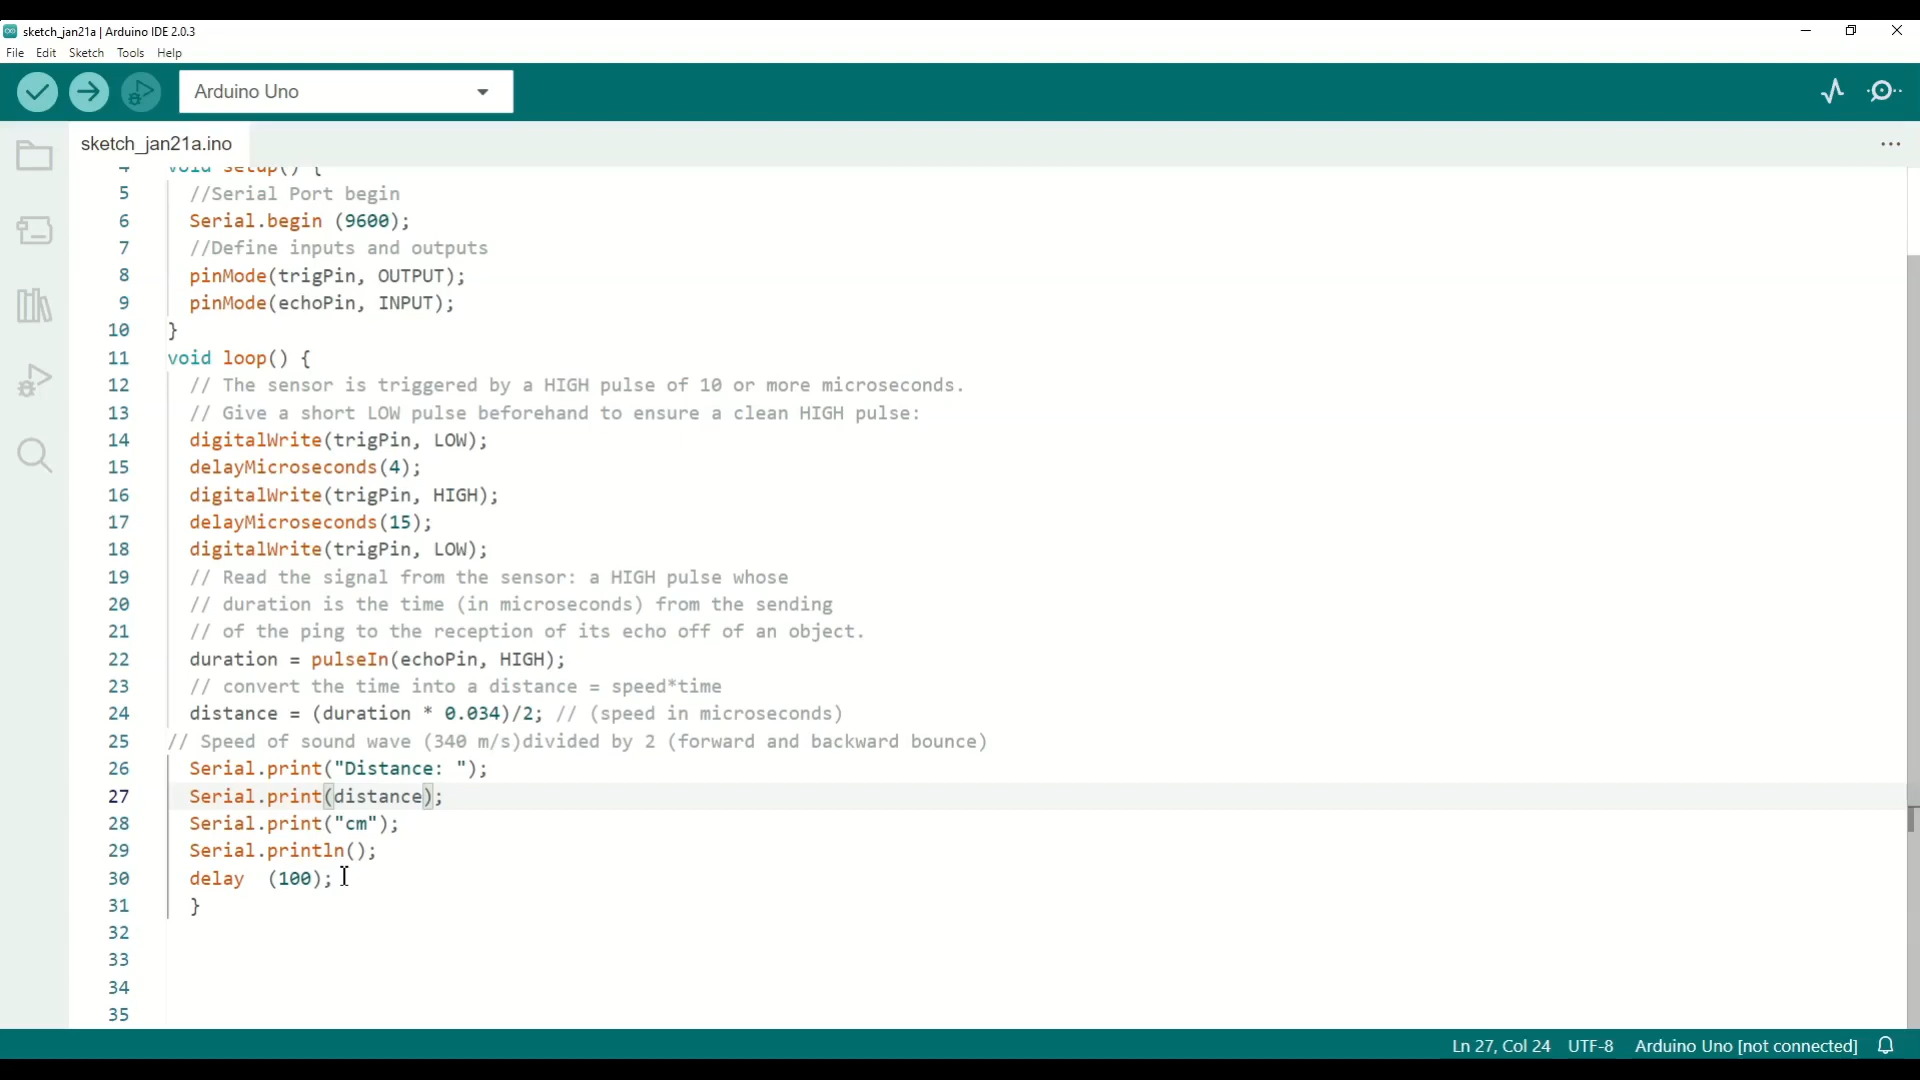 sketch_jan21a | Arduino IDE 2.0.3
File Edit Sketch Tools Help
Arduino Uno
sketch_jan21a.ino
4 void setup() {
5 //Serial Port begin
6 Serial.begin (9600);
7 //Define inputs and outputs
8 pinMode(trigPin, OUTPUT);
9 pinMode(echoPin, INPUT);
10 }
11 void loop() {
12 // The sensor is triggered by a HIGH pulse of 10 or more microseconds.
13 // Give a short LOW pulse beforehand to ensure a clean HIGH pulse:
14 digitalWrite(trigPin, LOW);
15 delayMicroseconds(4);
16 digitalWrite(trigPin, HIGH);
17 delayMicroseconds(15);
18 digitalWrite(trigPin, LOW);
19 // Read the signal from the sensor: a HIGH pulse whose
20 // duration is the time (in microseconds) from the sending
21 // of the ping to the reception of its echo off of an object.
22 duration = pulseIn(echoPin, HIGH);
23 // convert the time into a distance = speed*time
24 distance = (duration * 0.034)/2; // (speed in microseconds)
25 // Speed of sound wave (340 m/s)divided by 2 (forward and backward bounce)
26 Serial.print("Distance: ");
27 Serial.print(distance);
28 Serial.print("cm");
29 Serial.println();
30 delay  (100);
31 }
32
33
34
35
Ln 27, Col 24 UTF-8 Arduino Uno [not connected]